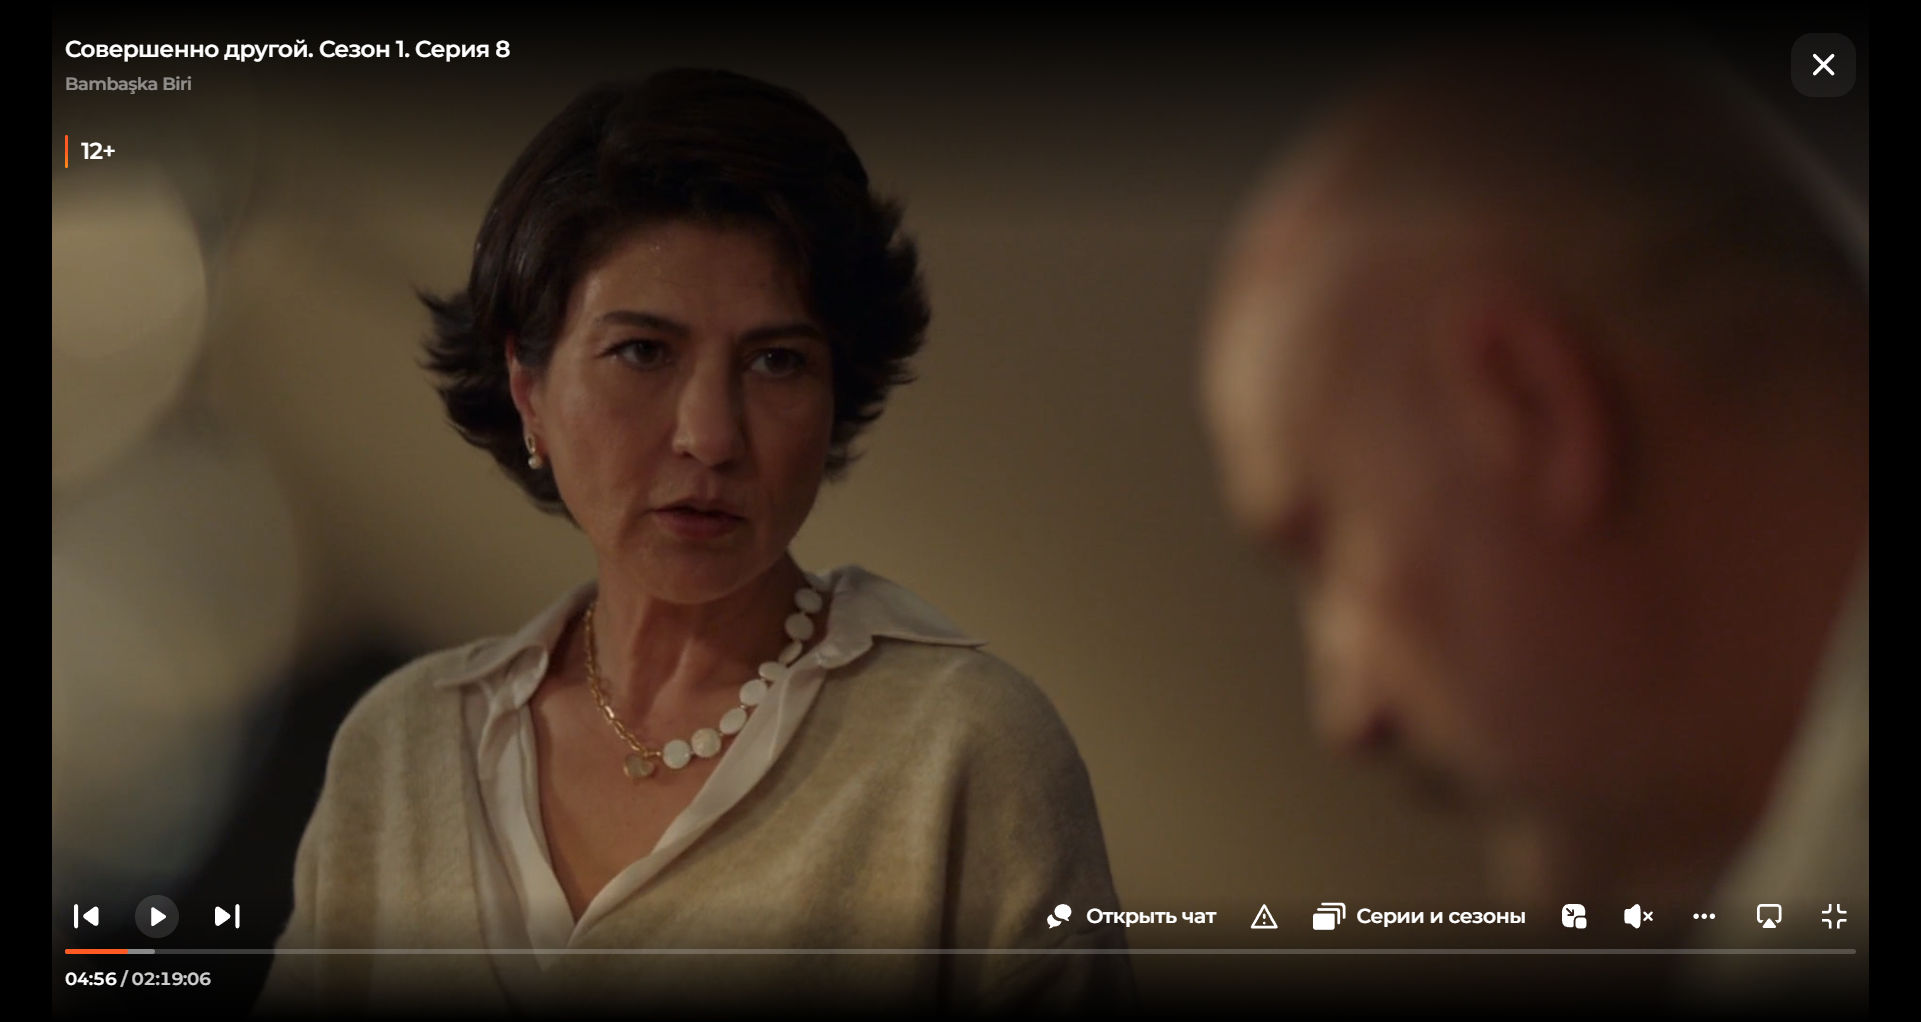 Совершенно другой. Сезон 1. Серия 8
Bambaşka Biri
12+
Открыть чат
Серии и сезоны
04:56 / 02:19:06